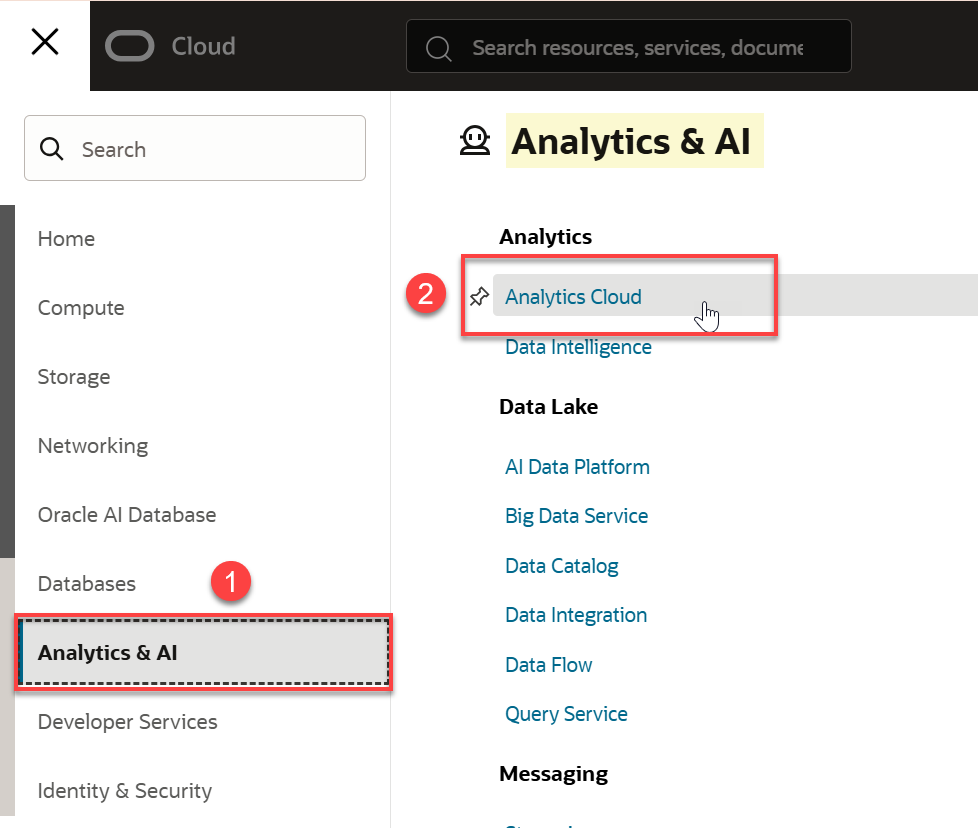 Cloud
Search resources, services, docume
Search
Home
Compute
Storage
Networking
Oracle AI Database
Databases
1
Analytics & AI
Developer Services
Identity & Security
Analytics & AI
Analytics
2
Analytics Cloud
Data Intelligence
Data Lake
AI Data Platform
Big Data Service
Data Catalog
Data Integration
Data Flow
Query Service
Messaging